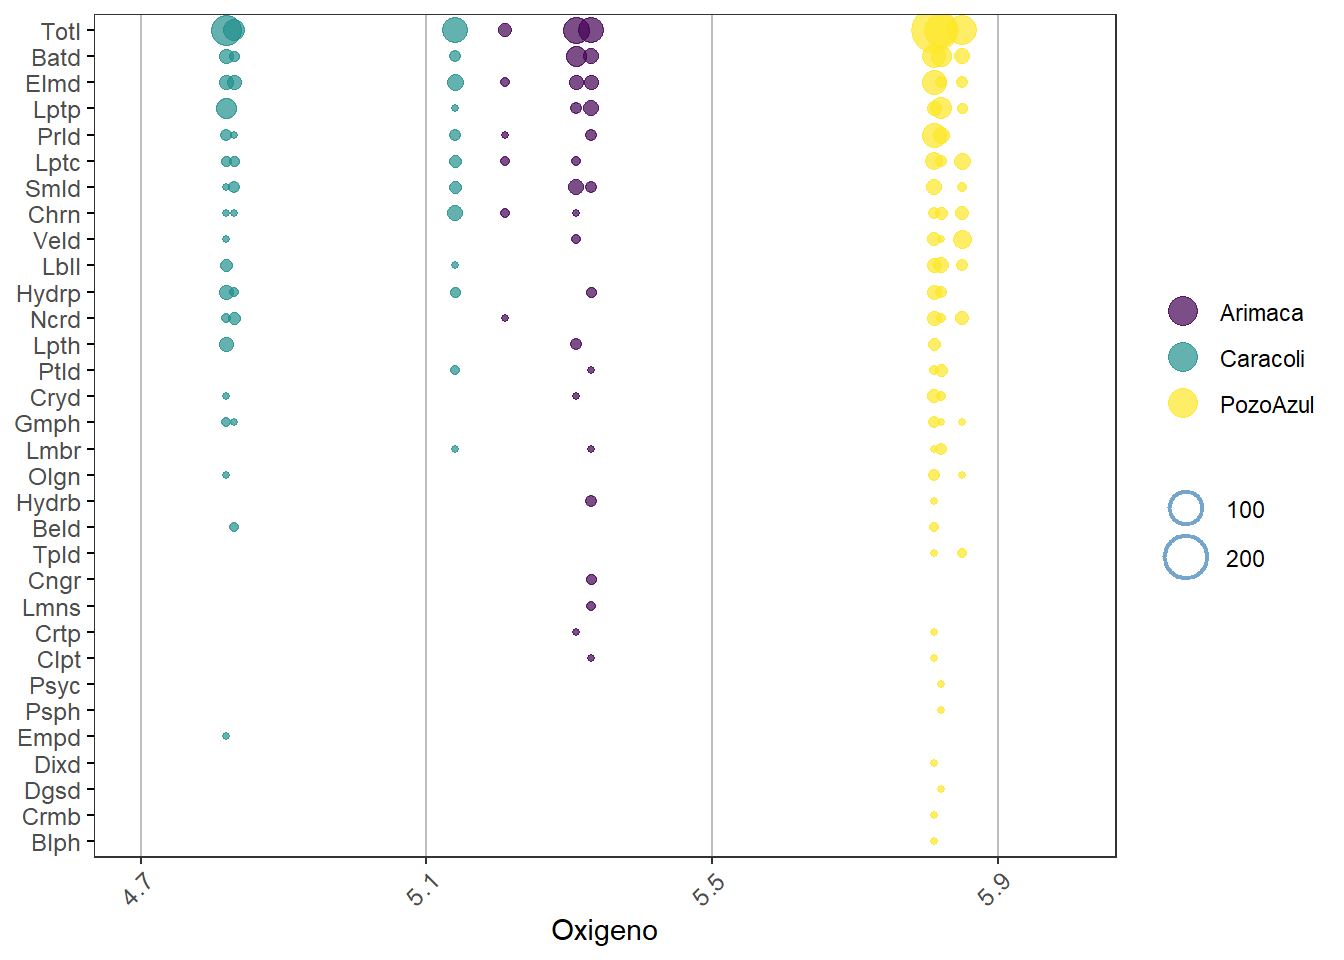 Totl
Batd
Elmd
Lptp
Prld
Lptc
Smld
Chrn
Veld
Lbll
Hydrp
Ncrd
Lpth
Ptld
Cryd
Gmph
Lmbr
Olgn
Hydrb
Beld
Tpld
Cngr
Lmns
Crtp
Clpt
Psyc
Psph
Empd
Dixd
Dgsd
Crmb
Blph
4.7
5.1
5.5
5.9
Oxigeno
Arimaca
Caracoli
PozoAzul
100
200